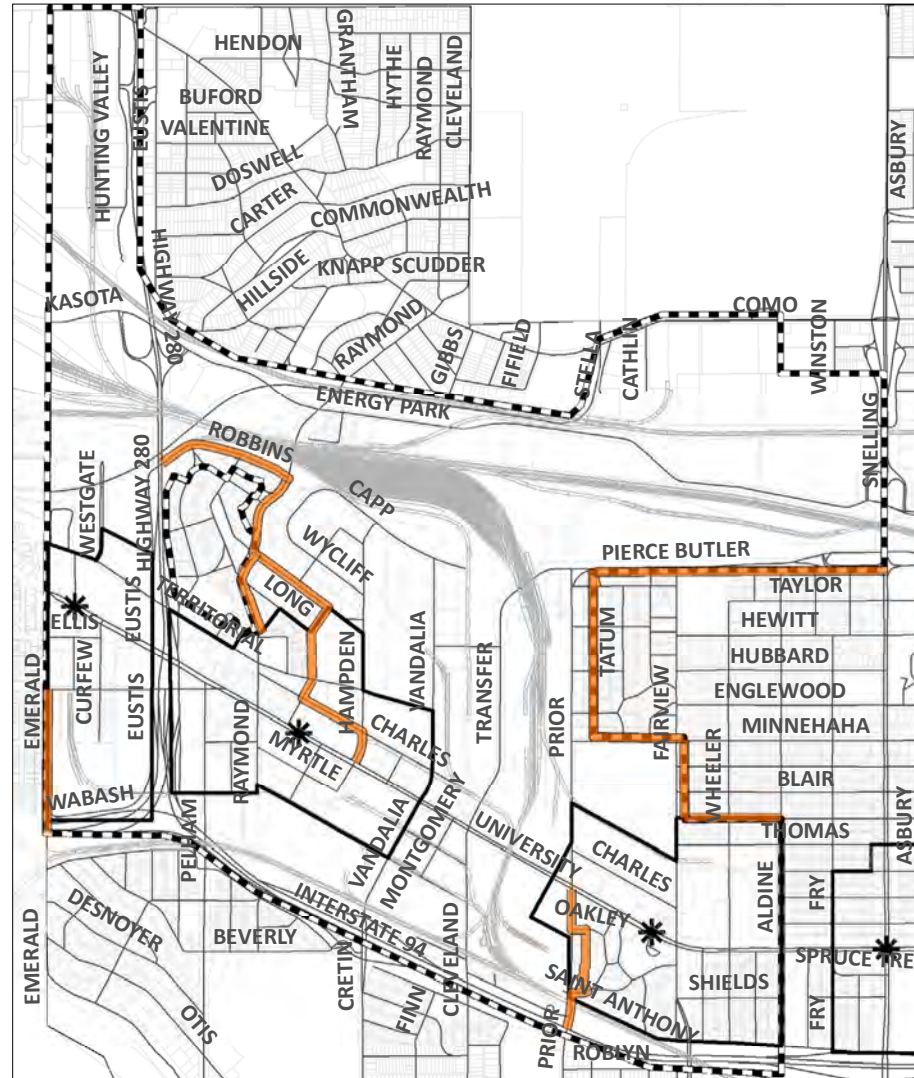 HENDON
GRANTHAM
HYTHE
RAYMOND
CLEVELAND
HUNTING VALLEY
EUSTIS
BUFORD
VALENTINE
ASBURY
DOSWELL
CARTER
COMMONWEALTH
HIGHWAY 280
HILLSIDE
KNAPP
SCUDDER
KASOTA
RAYMOND
GIBBS
FIFIELD
STELLA
CATHLIN
COMO
WINSTON
ENERGY PARK
SNELLING
ROBBINS
CAPP
WESTGATE
HIGHWAY 280
WYCLIFF
PIERCE BUTLER
TAYLOR
LONG
TERRITORIAL
ELLIS
EUSTIS
HEWITT
TATUM
HUBBARD
EMERALD
CURFEW
EUSTIS
HAMPDEN
VANDALIA
TRANSFER
PRIOR
FAIRVIEW
ENGLEWOOD
MINNEHAHA
RAYMOND
MYRTLE
CHARLES
WHEELER
BLAIR
WABASH
THOMAS
ASBURY
PELHAM
VANDALIA
MONTGOMERY
UNIVERSITY
CHARLES
ALDINE
FRY
DESNOYER
BEVERLY
INTERSTATE 94
OAKLEY
EMERALD
CRETIN
FINN
CLEVELAND
SAINT ANTHONY
SHIELDS
SPRUCE TRE
FRY
OTIS
PRIOR
ROBLYN